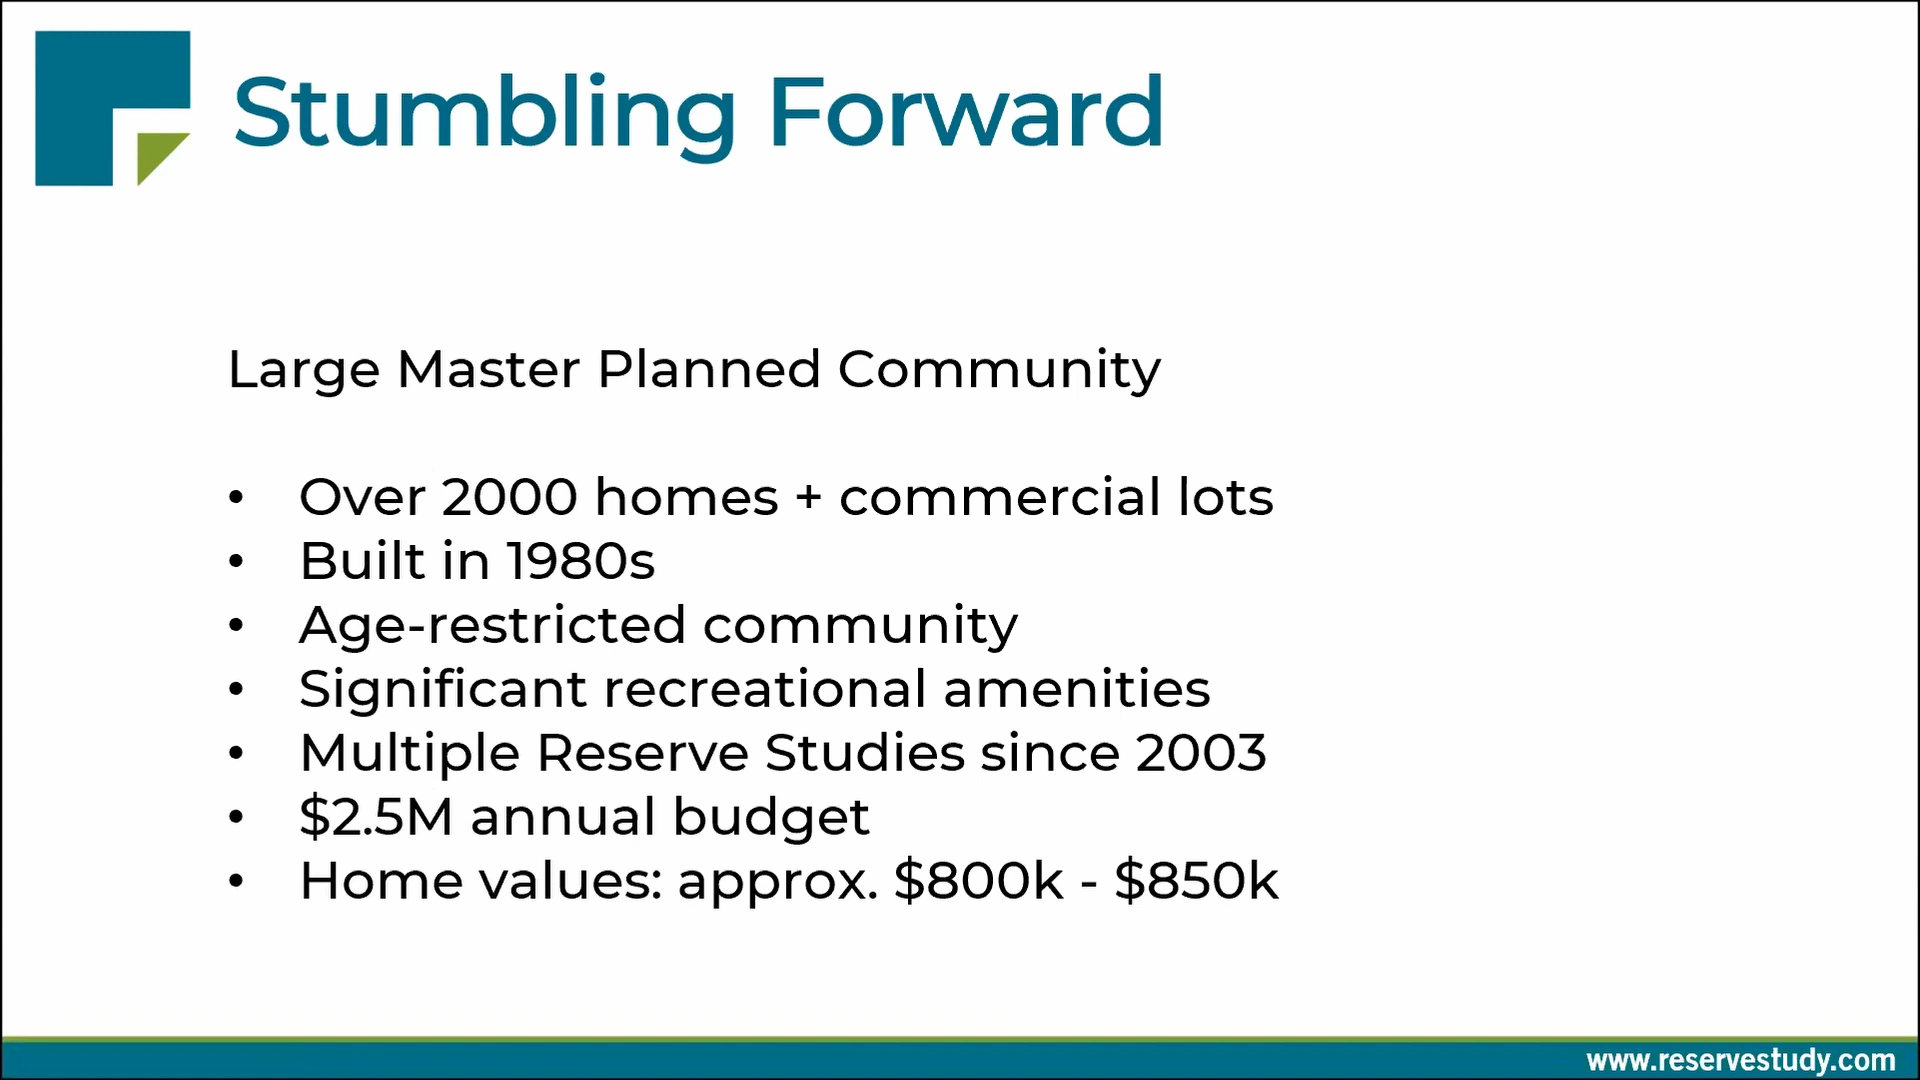 Stumbling Forward
Large Master Planned Community
• Over 2000 homes + commercial lots
• Built in 1980s
• Age-restricted community
• Significant recreational amenities
• Multiple Reserve Studies since 2003
• $2.5M annual budget
• Home values: approx. $800k - $850k
www.reservestudy.com